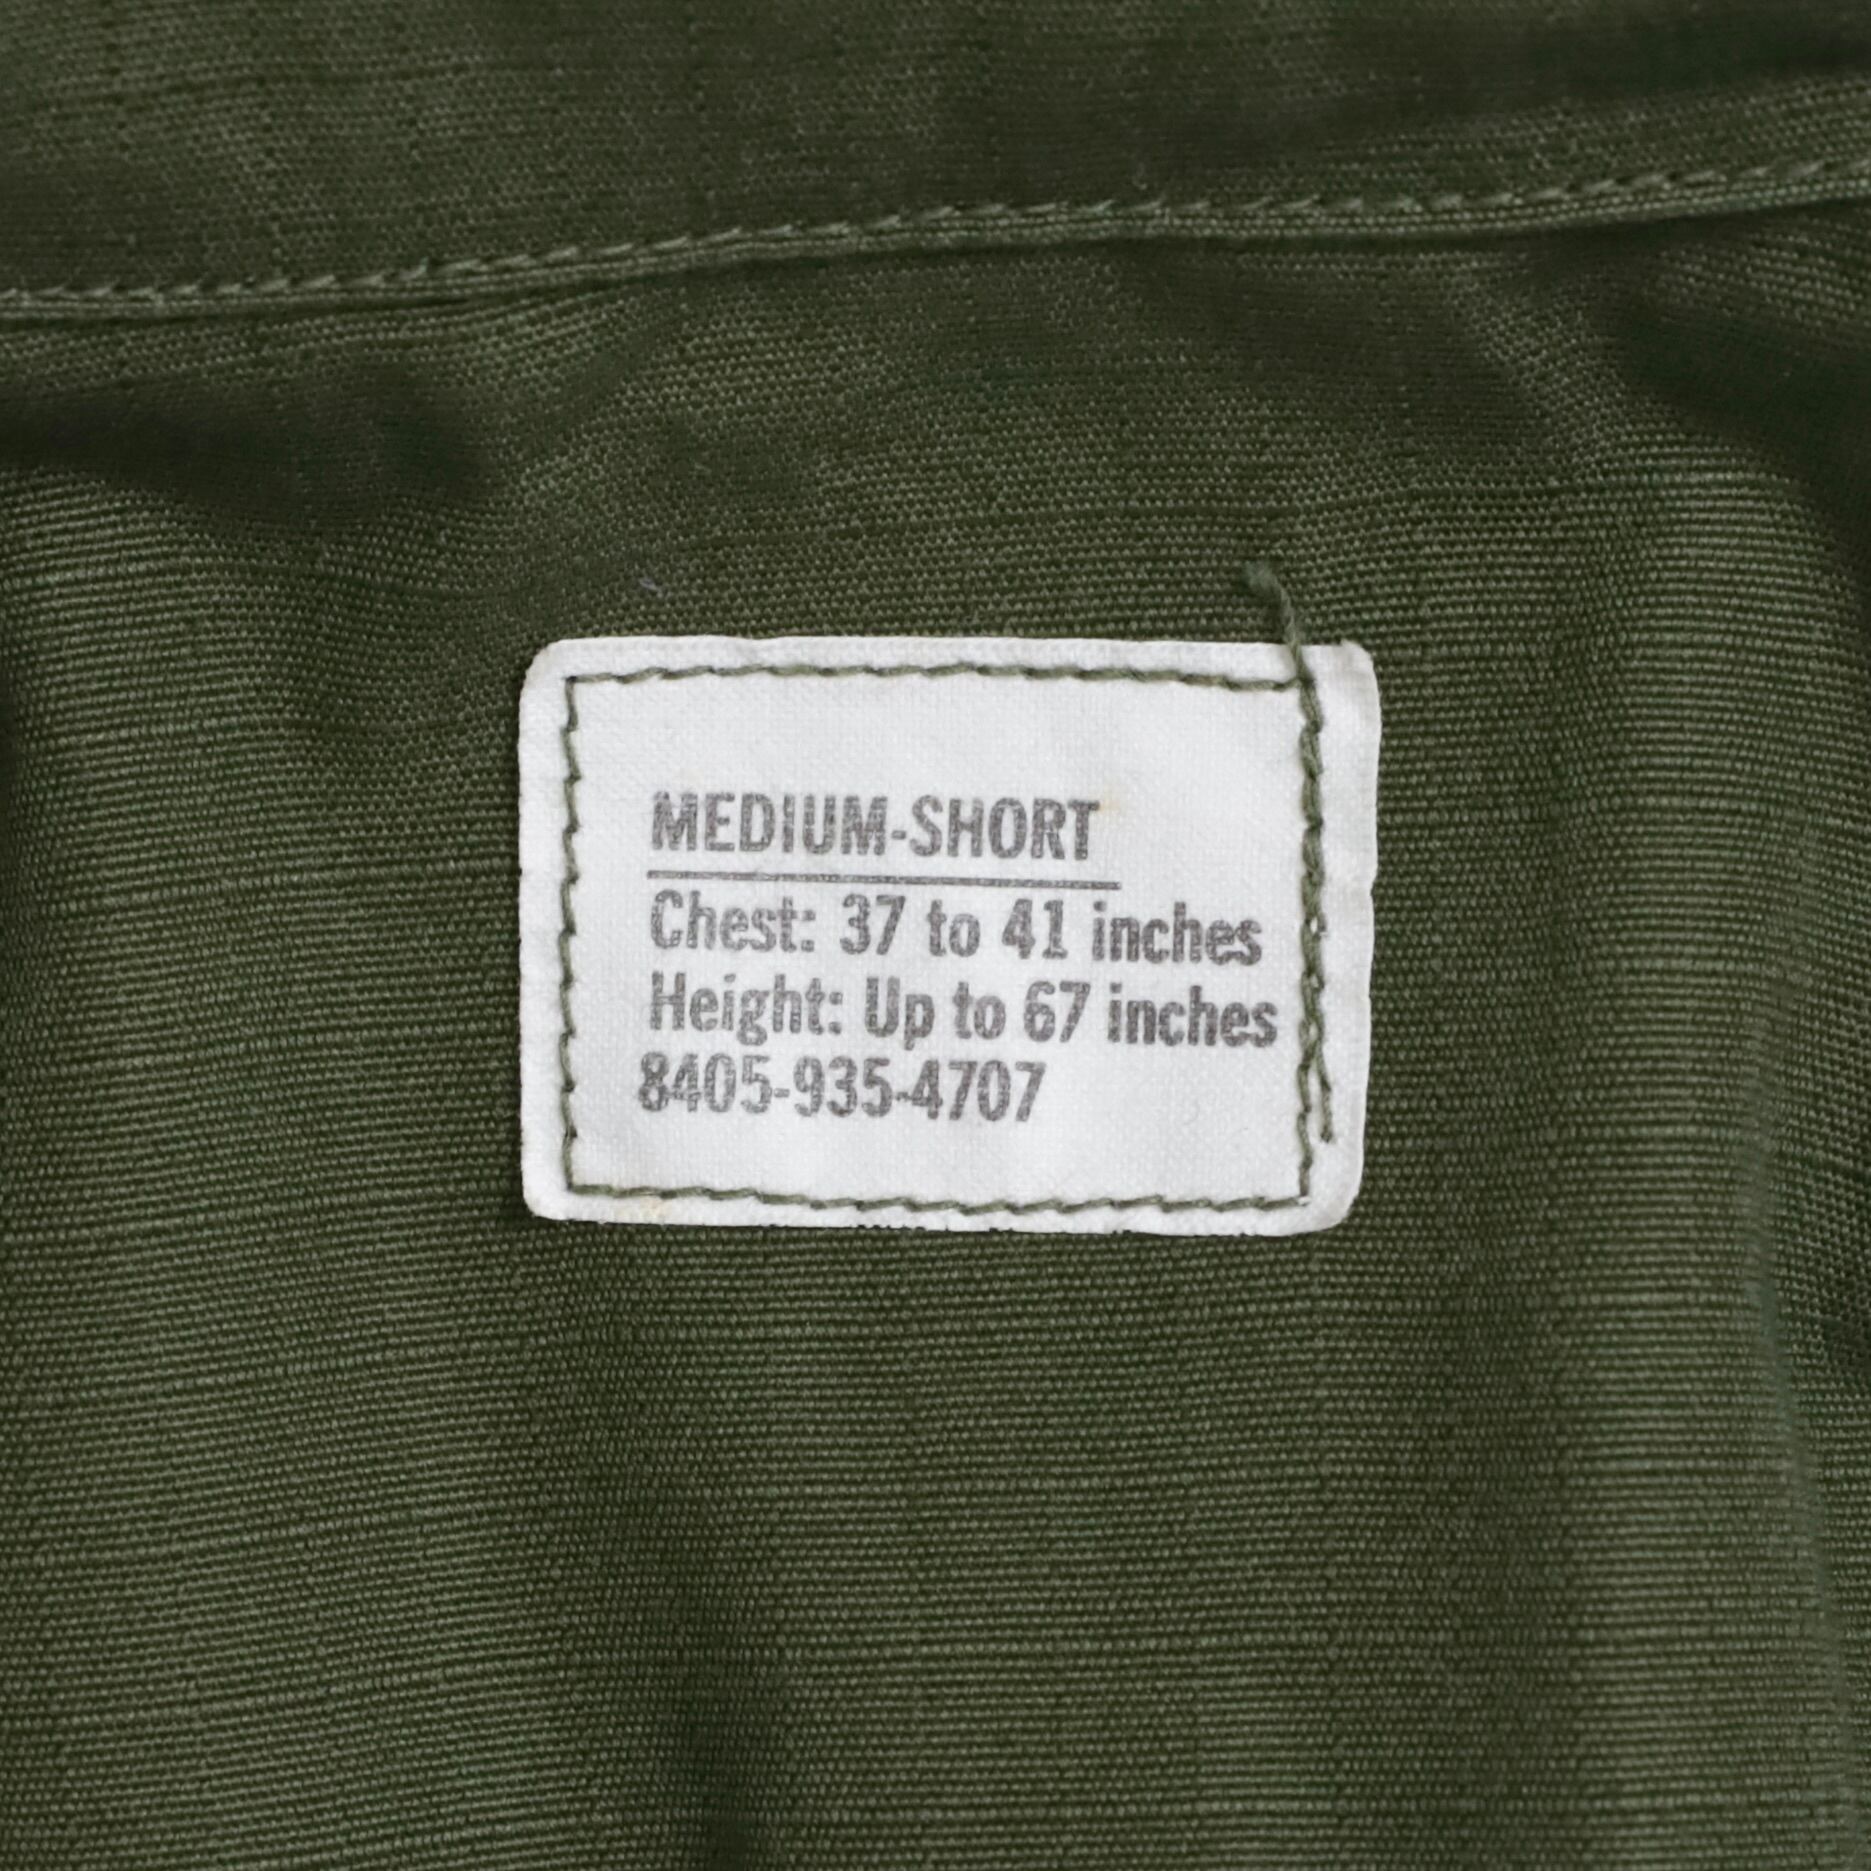 MEDIUM-SHORT
Chest: 37 to 41 inches
Height: Up to 67 inches
8405-935-4707